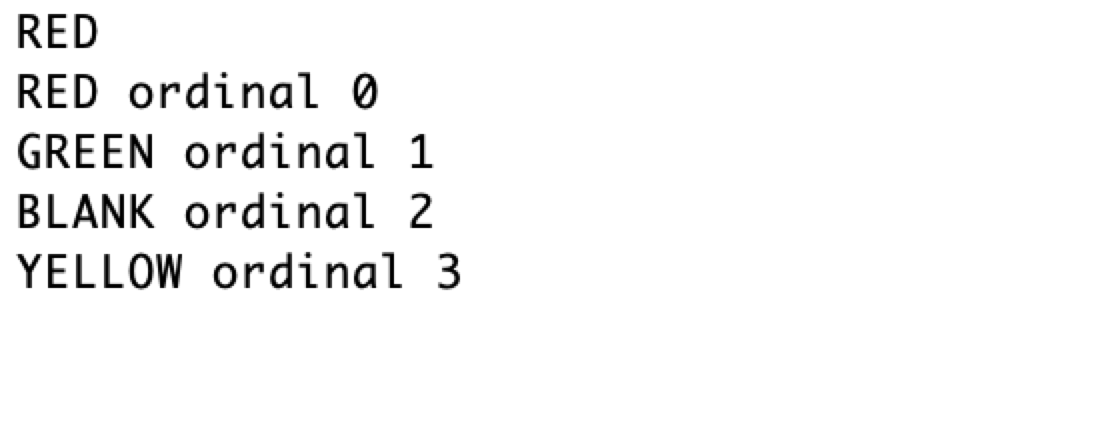 RED
RED ordinal 0
GREEN ordinal 1
BLANK ordinal 2
YELLOW ordinal 3